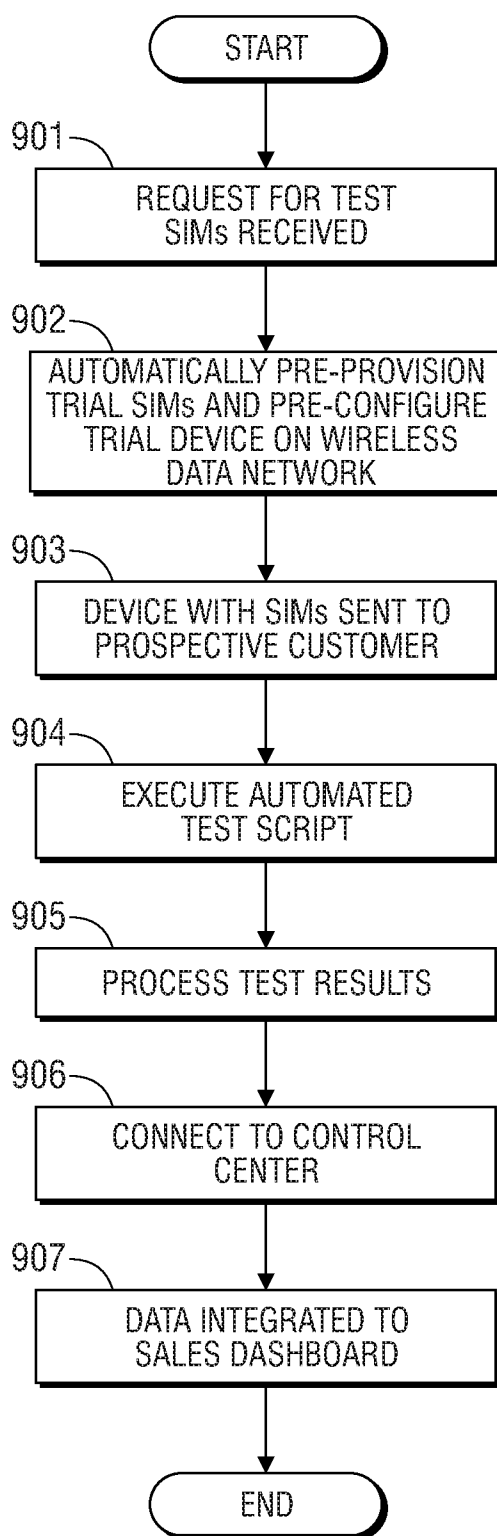 START
901
REQUEST FOR TEST
SIMs RECEIVED
902
AUTOMATICALLY PRE-PROVISION
TRIAL SIMs AND PRE-CONFIGURE
TRIAL DEVICE ON WIRELESS
DATA NETWORK
903
DEVICE WITH SIMs SENT TO
PROSPECTIVE CUSTOMER
904
EXECUTE AUTOMATED
TEST SCRIPT
905
PROCESS TEST RESULTS
906
CONNECT TO CONTROL
CENTER
907
DATA INTEGRATED TO
SALES DASHBOARD
END